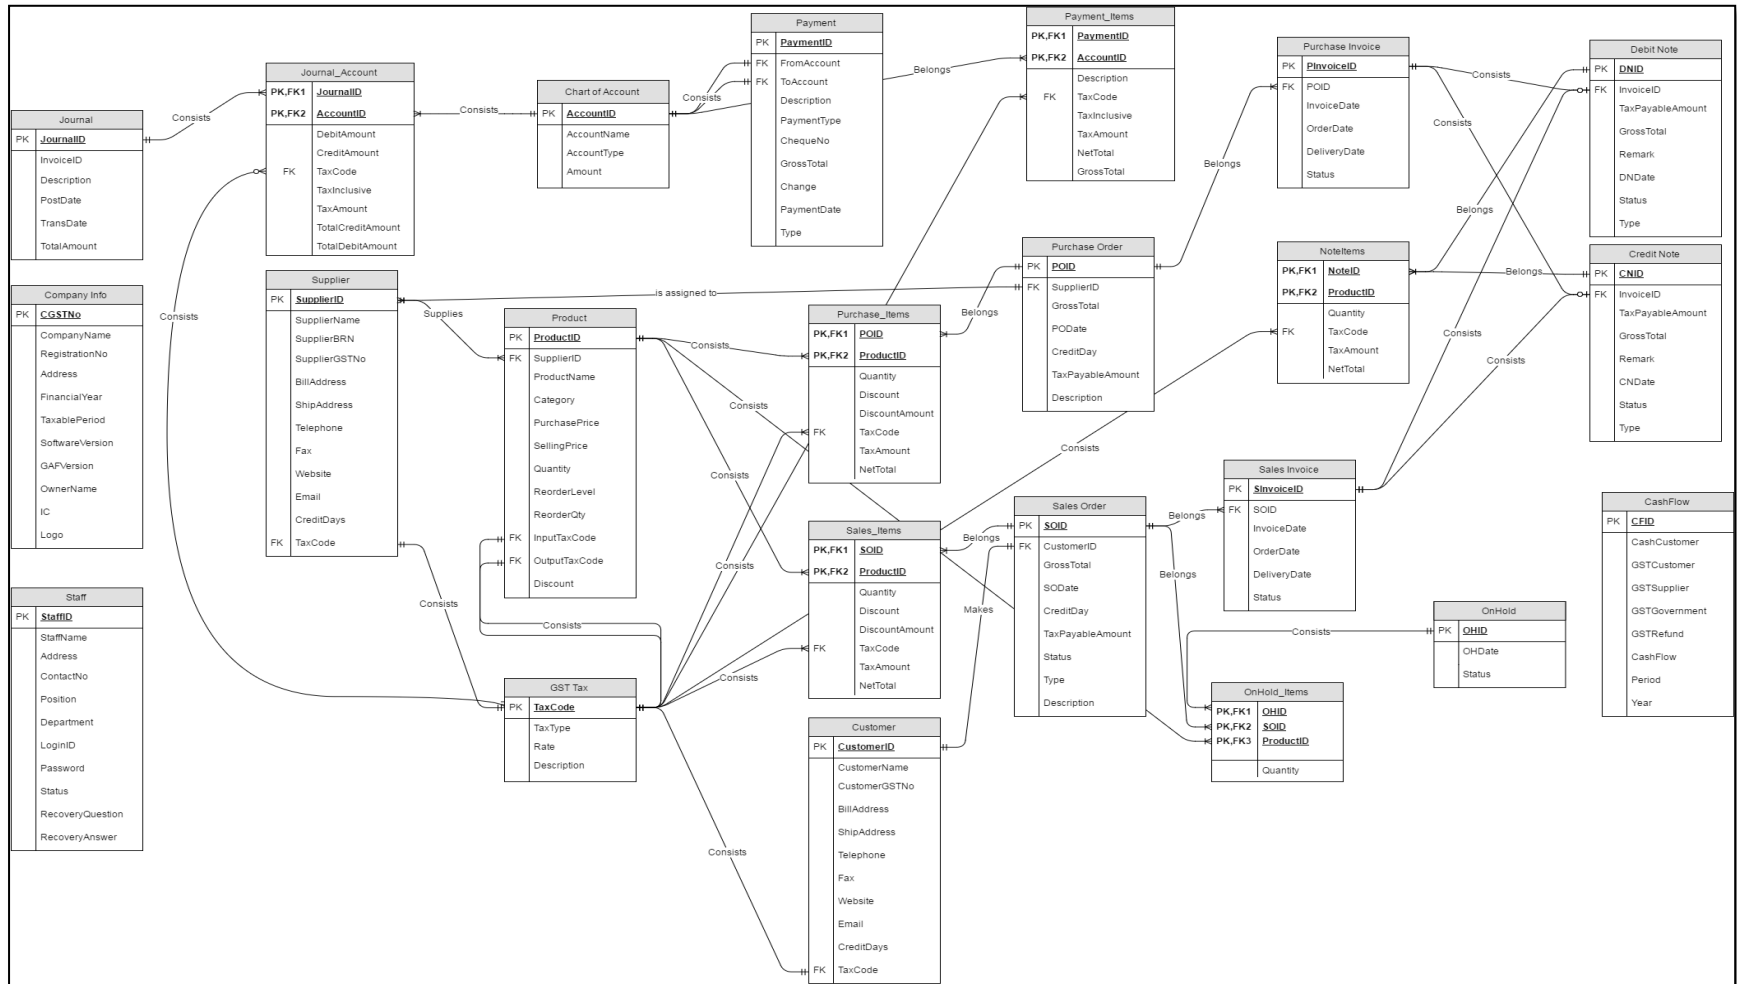 Journal
PK JournalID
InvoiceID
Description
PostDate
TransDate
TotalAmount
Company Info
PK CGSTNo
CompanyName
RegistrationNo
Address
FinancialYear
TaxablePeriod
SoftwareVersion
GAFVersion
OwnerName
IC
Logo
Staff
PK StaffID
StaffName
Address
ContactNo
Position
Department
LoginID
Password
Status
RecoveryQuestion
RecoveryAnswer
Consists
Consists
Journal_Account
PK,FK1 JournalID
PK,FK2 AccountID
DebitAmount
CreditAmount
FK TaxCode
TaxInclusive
TaxAmount
TotalCreditAmount
TotalDebitAmount
Supplier
PK SupplierID
SupplierName
SupplierBRN
SupplierGSTNo
BillAddress
ShipAddress
Telephone
Fax
Website
Email
CreditDays
FK TaxCode
Consists
Supplies
Consists
Chart of Account
PK AccountID
AccountName
AccountType
Amount
Product
PK ProductID
FK SupplierID
ProductName
Category
PurchasePrice
SellingPrice
Quantity
ReorderLevel
ReorderQty
FK InputTaxCode
FK OutputTaxCode
Discount
Consists
GST Tax
PK TaxCode
TaxType
Rate
Description
Consists
is assigned to
Consists
Consists
Consists
Consists
Consists
Consists
Payment
PK PaymentID
FK FromAccount
FK ToAccount
Description
PaymentType
ChequeNo
GrossTotal
Change
PaymentDate
Type
Purchase_Items
PK,FK1 POID
PK,FK2 ProductID
Quantity
Discount
DiscountAmount
FK TaxCode
TaxAmount
NetTotal
Sales_Items
PK,FK1 SOID
PK,FK2 ProductID
Quantity
Discount
DiscountAmount
FK TaxCode
TaxAmount
NetTotal
Customer
PK CustomerID
CustomerName
CustomerGSTNo
BillAddress
ShipAddress
Telephone
Fax
Website
Email
CreditDays
FK TaxCode
Belongs
Belongs
Belongs
Makes
Payment_Items
PK,FK1 PaymentID
PK,FK2 AccountID
Description
FK TaxCode
TaxInclusive
TaxAmount
NetTotal
GrossTotal
Purchase Order
PK POID
FK SupplierID
GrossTotal
PODate
CreditDay
TaxPayableAmount
Description
Consists
Sales Order
PK SOID
FK CustomerID
GrossTotal
SODate
CreditDay
TaxPayableAmount
Status
Type
Description
Belongs
Belongs
Belongs
Purchase Invoice
PK PInvoiceID
FK POID
InvoiceDate
OrderDate
DeliveryDate
Status
NoteItems
PK,FK1 NoteID
PK,FK2 ProductID
Quantity
FK TaxCode
TaxAmount
NetTotal
Sales Invoice
PK SInvoiceID
FK SOID
InvoiceDate
OrderDate
DeliveryDate
Status
Consists
OnHold_Items
PK,FK1 OHID
PK,FK2 SOID
PK,FK3 ProductID
Quantity
Consists
Consists
Belongs
Belongs
Consists
Consists
OnHold
PK OHID
OHDate
Status
Debit Note
PK DNID
FK InvoiceID
TaxPayableAmount
GrossTotal
Remark
DNDate
Status
Type
Credit Note
PK CNID
FK InvoiceID
TaxPayableAmount
GrossTotal
Remark
CNDate
Status
Type
CashFlow
PK CFID
CashCustomer
GSTCustomer
GSTSupplier
GSTGovernment
GSTRefund
CashFlow
Period
Year